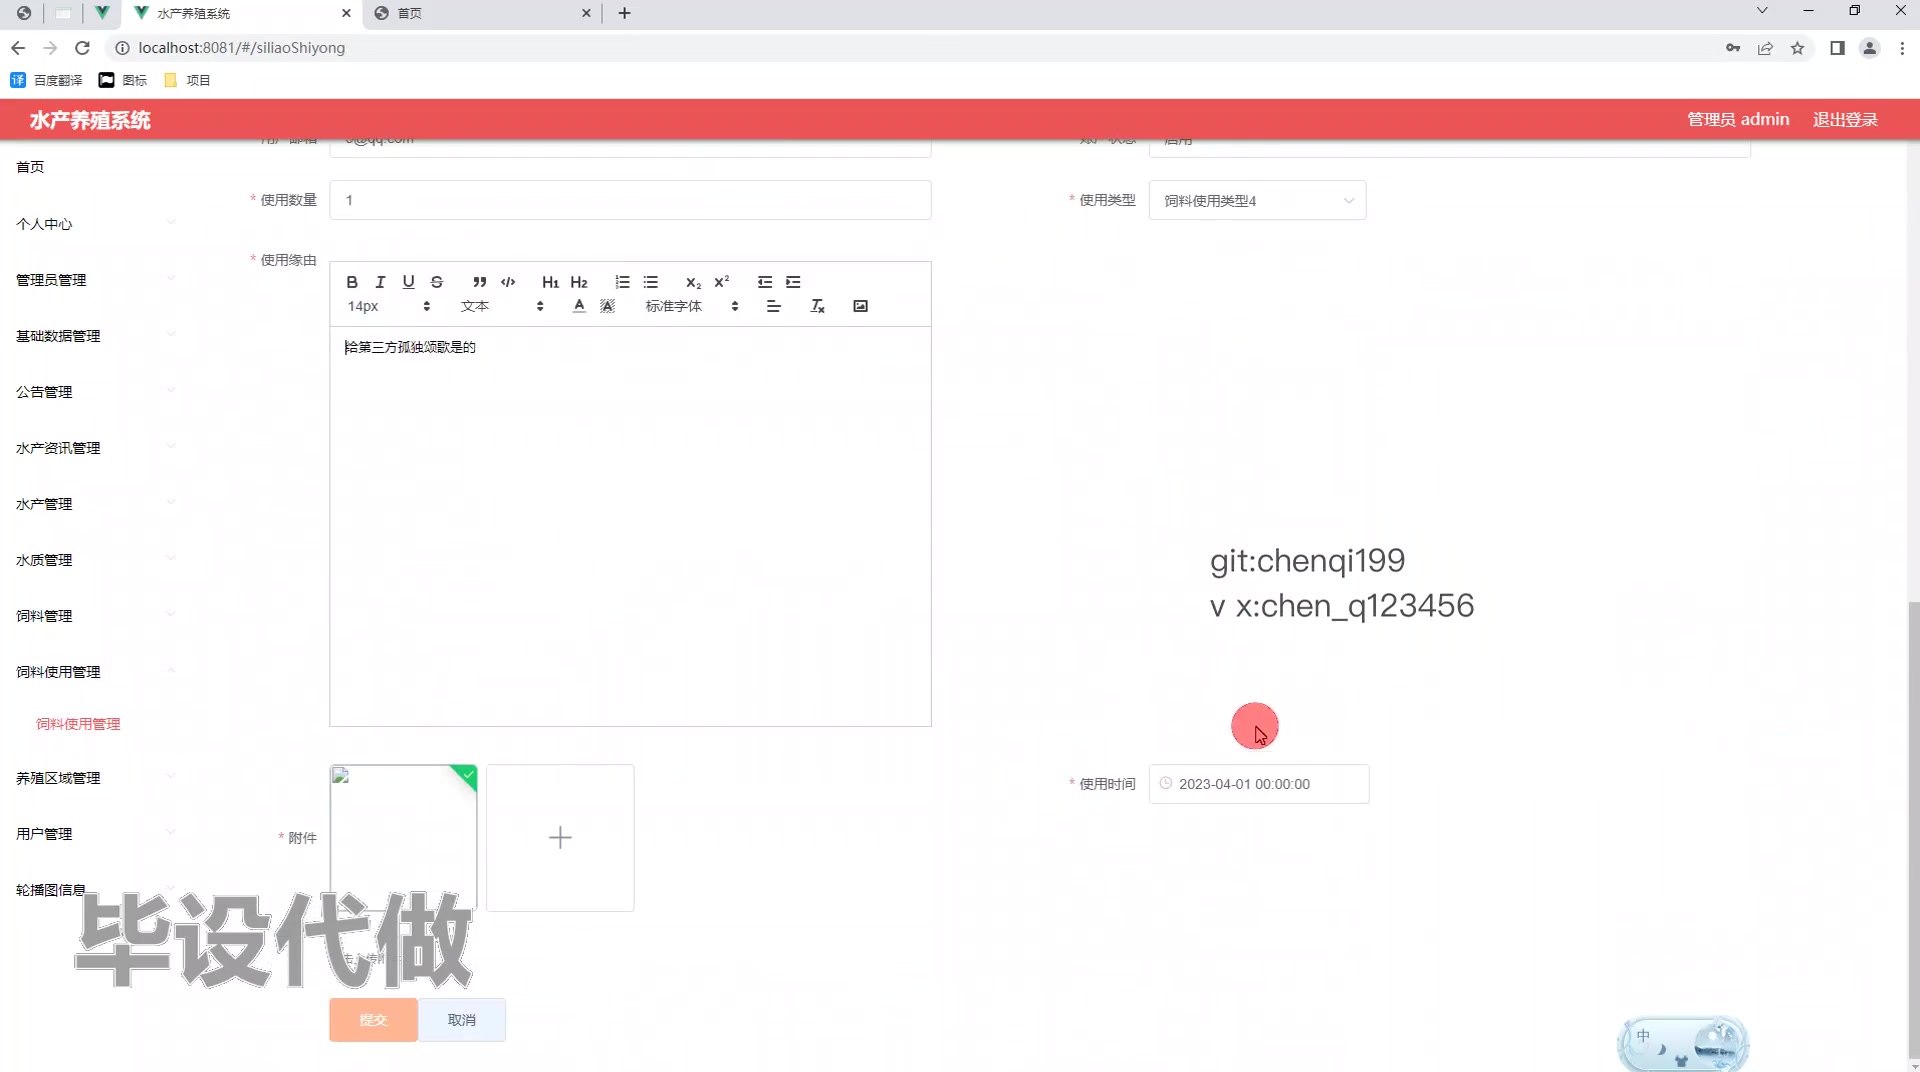 水产养殖系统
首页
localhost:8081/#/siliaoShiyong
译 百度翻译
图标
项目
水产养殖系统
管理员 admin
退出登录
首页
个人中心
管理员管理
基础数据管理
公告管理
水产资讯管理
水产管理
水质管理
饲料管理
饲料使用管理
饲料使用管理
养殖区域管理
用户管理
轮播图信息
* 使用数量
1
* 使用类型
饲料使用类型4
* 使用缘由
B I U S H1 H2 x2 x2
14px
文本
A
标准字体
给第三方孤独颂歌是的
git:chenqi199
v x:chen_q123456
* 附件
* 使用时间
2023-04-01 00:00:00
毕设代做
提交
取消
中